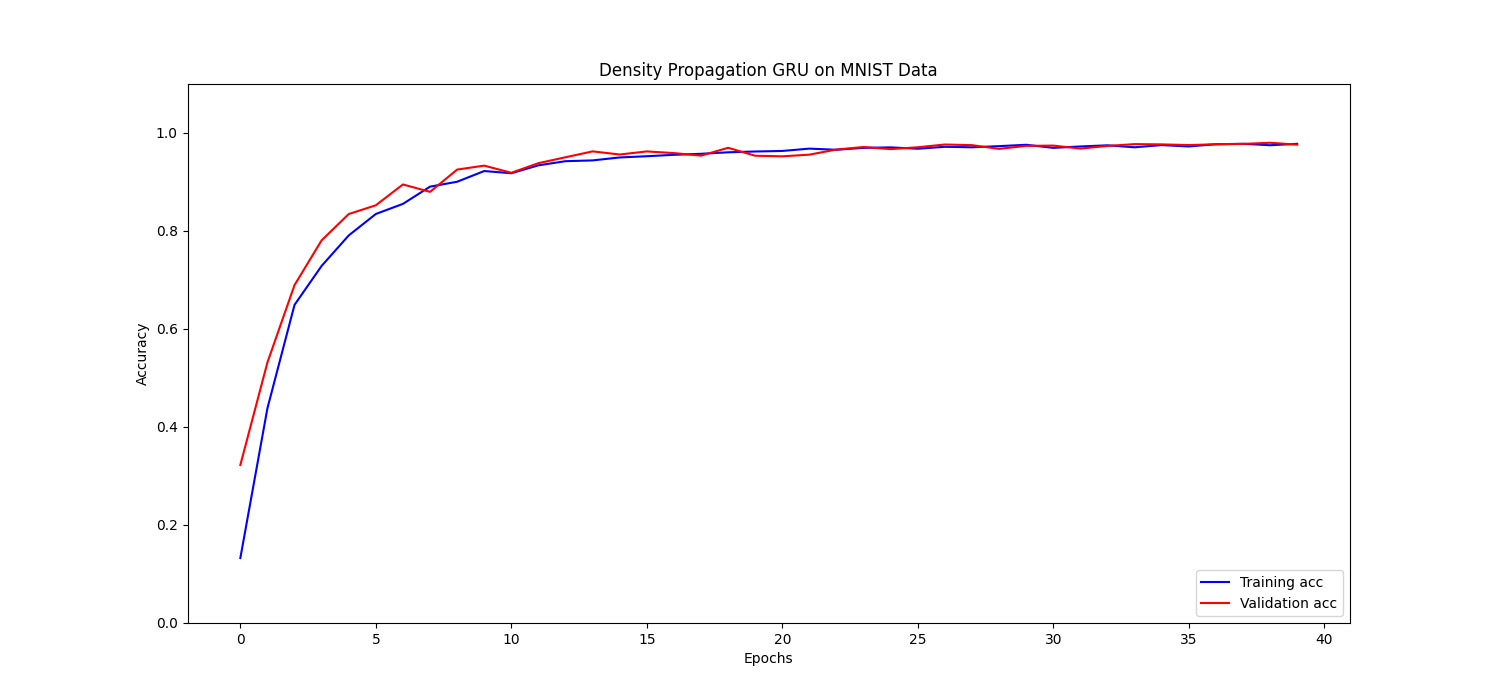 Density Propagation GRU on MNIST Data
Accuracy
1.0
0.8
0.6
0.4
0.2
0.0
0 5 10 15 20 25 30 35 40
Epochs
Training acc
Validation acc